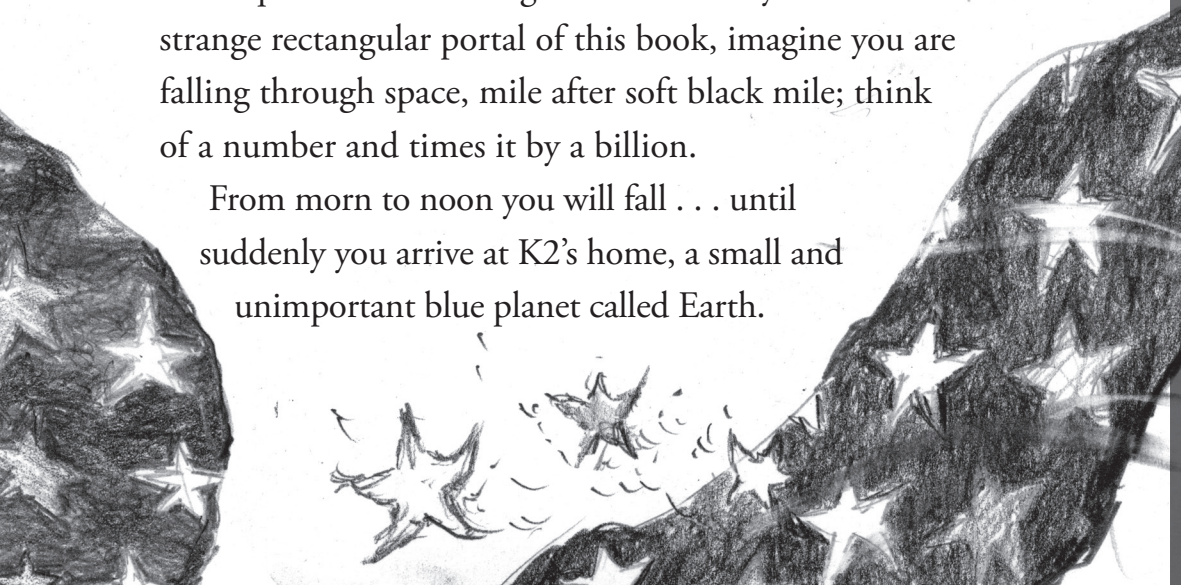 strange rectangular portal of this book, imagine you are
falling through space, mile after soft black mile; think
of a number and times it by a billion.
From morn to noon you will fall . . . until
suddenly you arrive at K2’s home, a small and
unimportant blue planet called Earth.